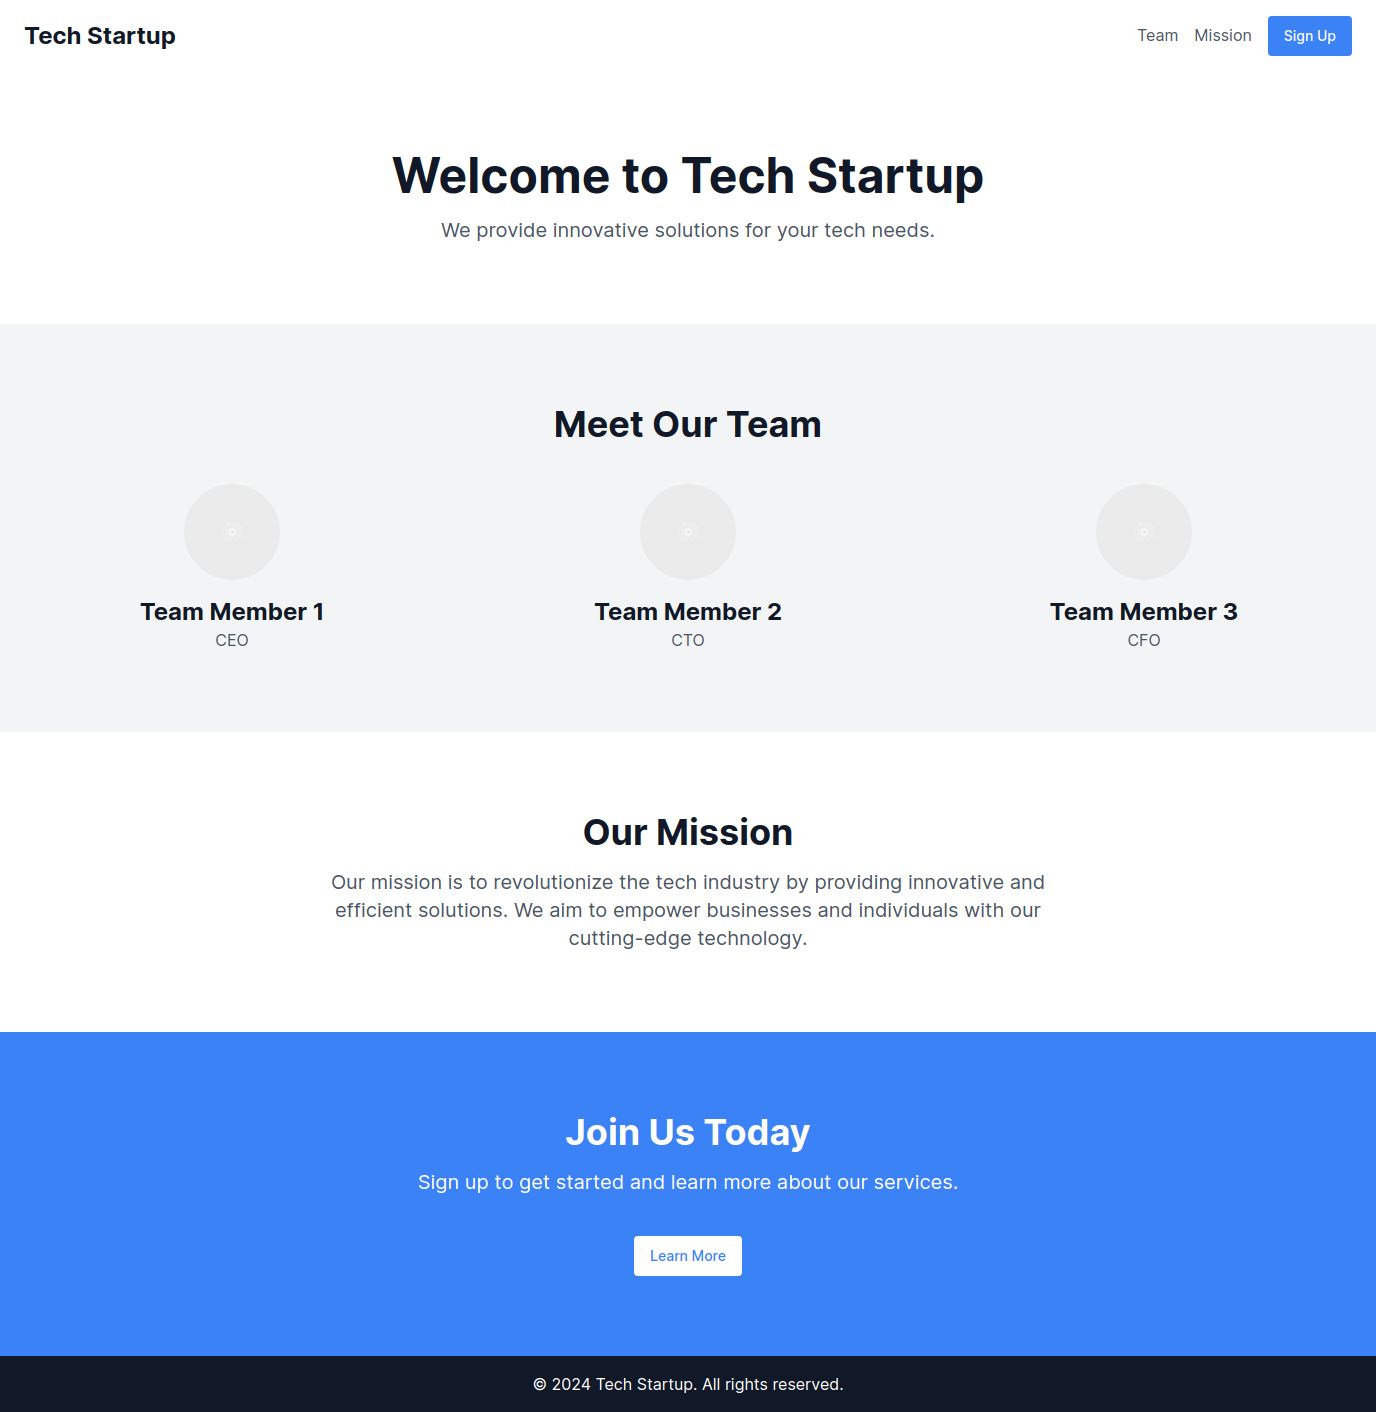 Tech Startup
Team Mission Sign Up
Welcome to Tech Startup
We provide innovative solutions for your tech needs.
Meet Our Team
Team Member 1
CEO
Team Member 2
CTO
Team Member 3
CFO
Our Mission
Our mission is to revolutionize the tech industry by providing innovative and
efficient solutions. We aim to empower businesses and individuals with our
cutting-edge technology.
Join Us Today
Sign up to get started and learn more about our services.
Learn More
© 2024 Tech Startup. All rights reserved.